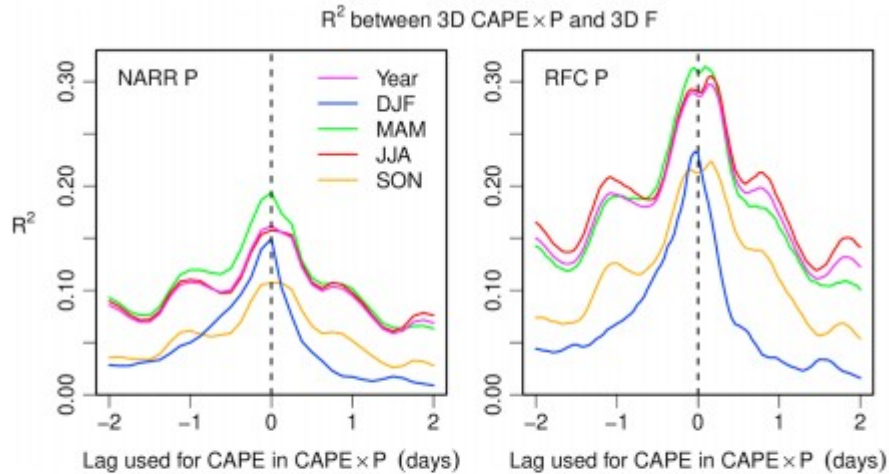 R² between 3D CAPE×P and 3D F
NARR P
Year
DJF
MAM
JJA
SON
R²
0.00 0.10 0.20 0.30
−2 −1 0 1 2
Lag used for CAPE in CAPE×P (days)
RFC P
0.00 0.10 0.20 0.30
−2 −1 0 1 2
Lag used for CAPE in CAPE×P (days)